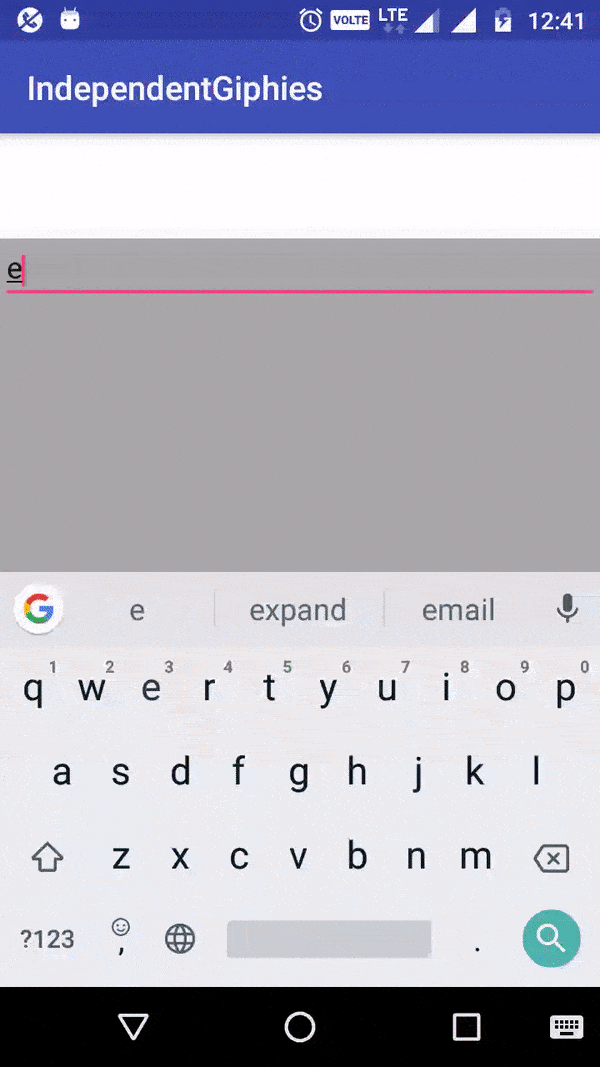 VOLTE LTE 12:41
IndependentGiphies
e
e expand email
1 2 3 4 5 6 7 8 9 0
q w e r t y u i o p
a s d f g h j k l
z x c v b n m
?123 , .